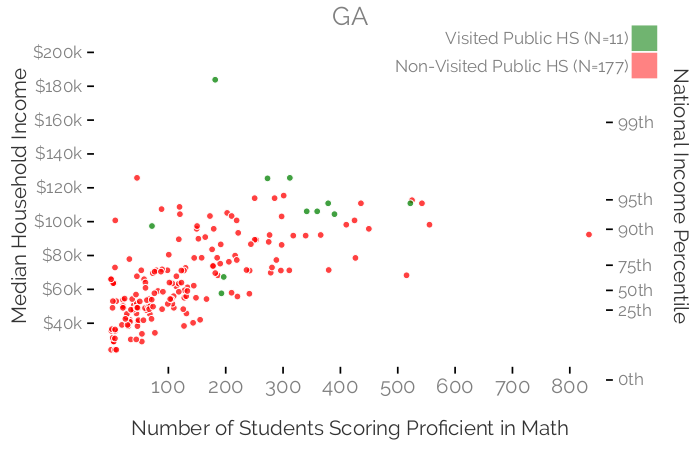 GA
Visited Public HS (N=11)
Non-Visited Public HS (N=177)
Median Household Income
$200k
$180k
$160k
$140k
$120k
$100k
$80k
$60k
$40k
National Income Percentile
99th
95th
90th
75th
50th
25th
0th
100 200 300 400 500 600 700 800
Number of Students Scoring Proficient in Math